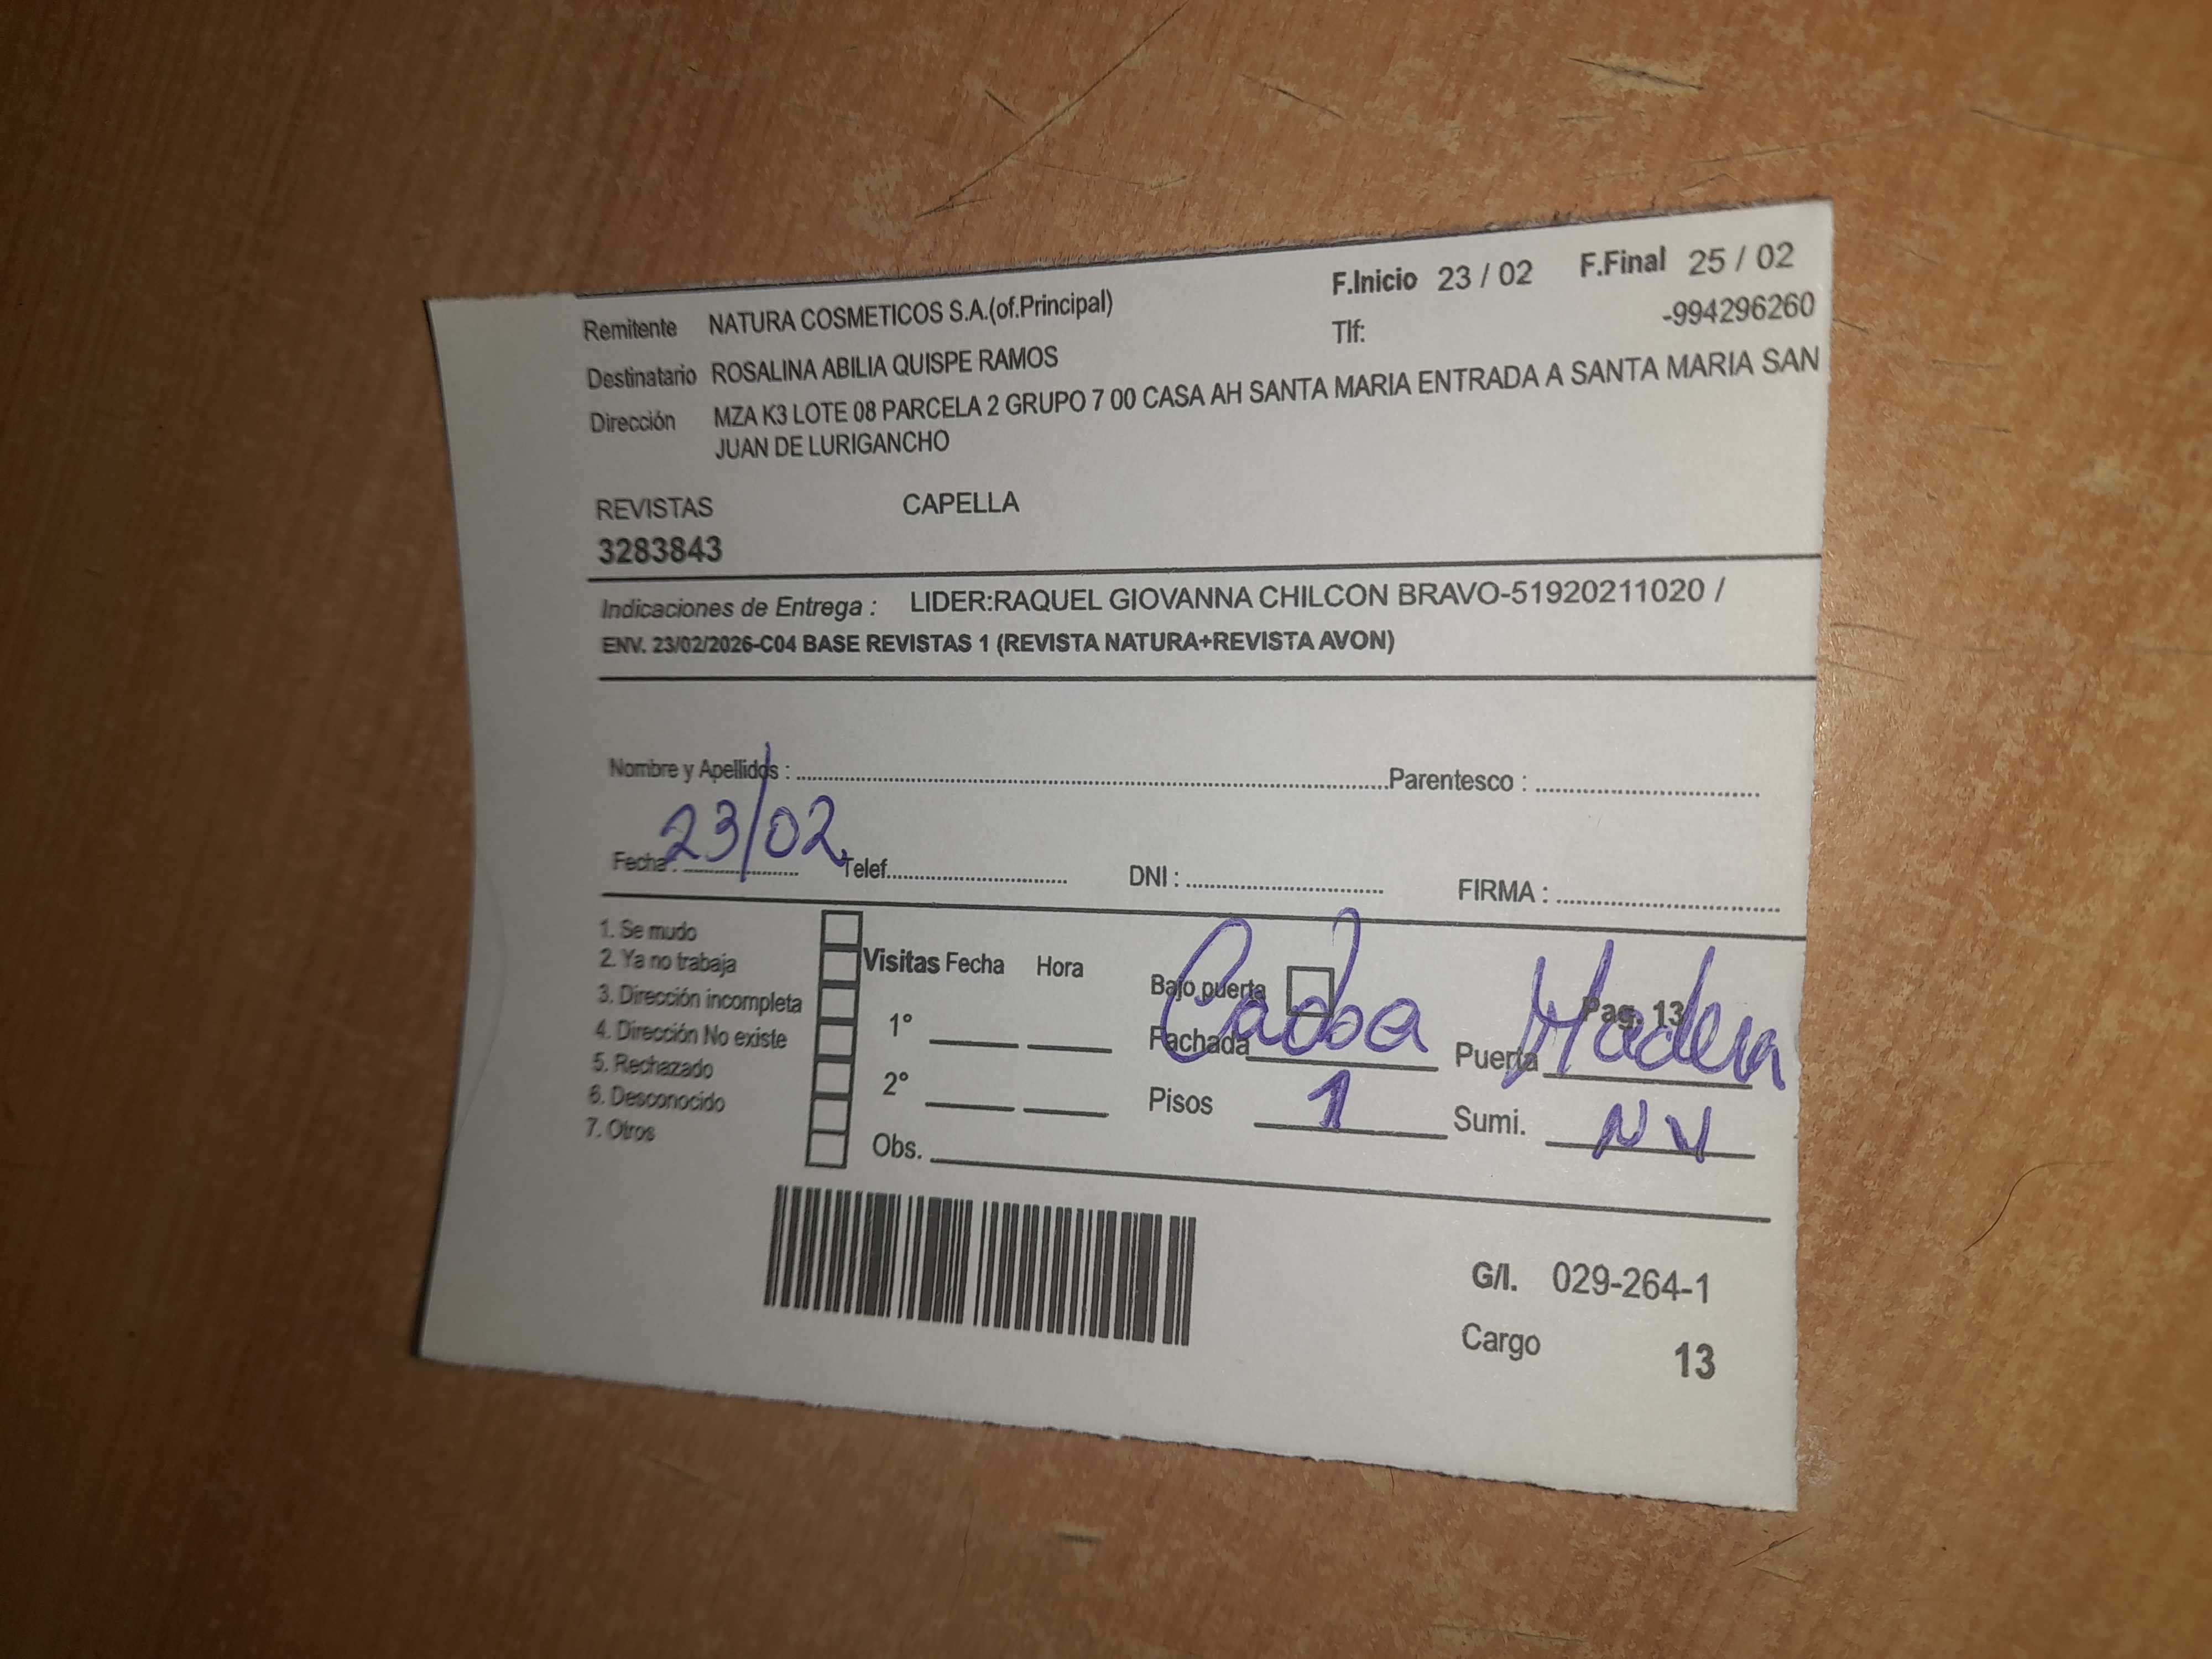 F.Inicio 23 / 02 F.Final 25 / 02
Remitente NATURA COSMETICOS S.A.(of.Principal) Tlf: -994296260
Destinatario ROSALINA ABILIA QUISPE RAMOS
Dirección MZA K3 LOTE 08 PARCELA 2 GRUPO 7 00 CASA AH SANTA MARIA ENTRADA A SANTA MARIA SAN
JUAN DE LURIGANCHO
REVISTAS CAPELLA
3283843
Indicaciones de Entrega : LIDER:RAQUEL GIOVANNA CHILCON BRAVO-51920211020 /
ENV. 23/02/2026-C04 BASE REVISTAS 1 (REVISTA NATURA+REVISTA AVON)
Nombre y Apellidos : Parentesco :
Fecha : 23/02 Telef. DNI : FIRMA :
1. Se mudo
2. Ya no trabaja
3. Dirección incompleta
4. Dirección No existe
5. Rechazado
6. Desconocido
7. Otros
Visitas Fecha Hora
1°
2°
Obs.
Bajo puerta Pag. 13
Fachada Puerta
Pisos 1 Sumi.
G/I. 029-264-1
Cargo 13